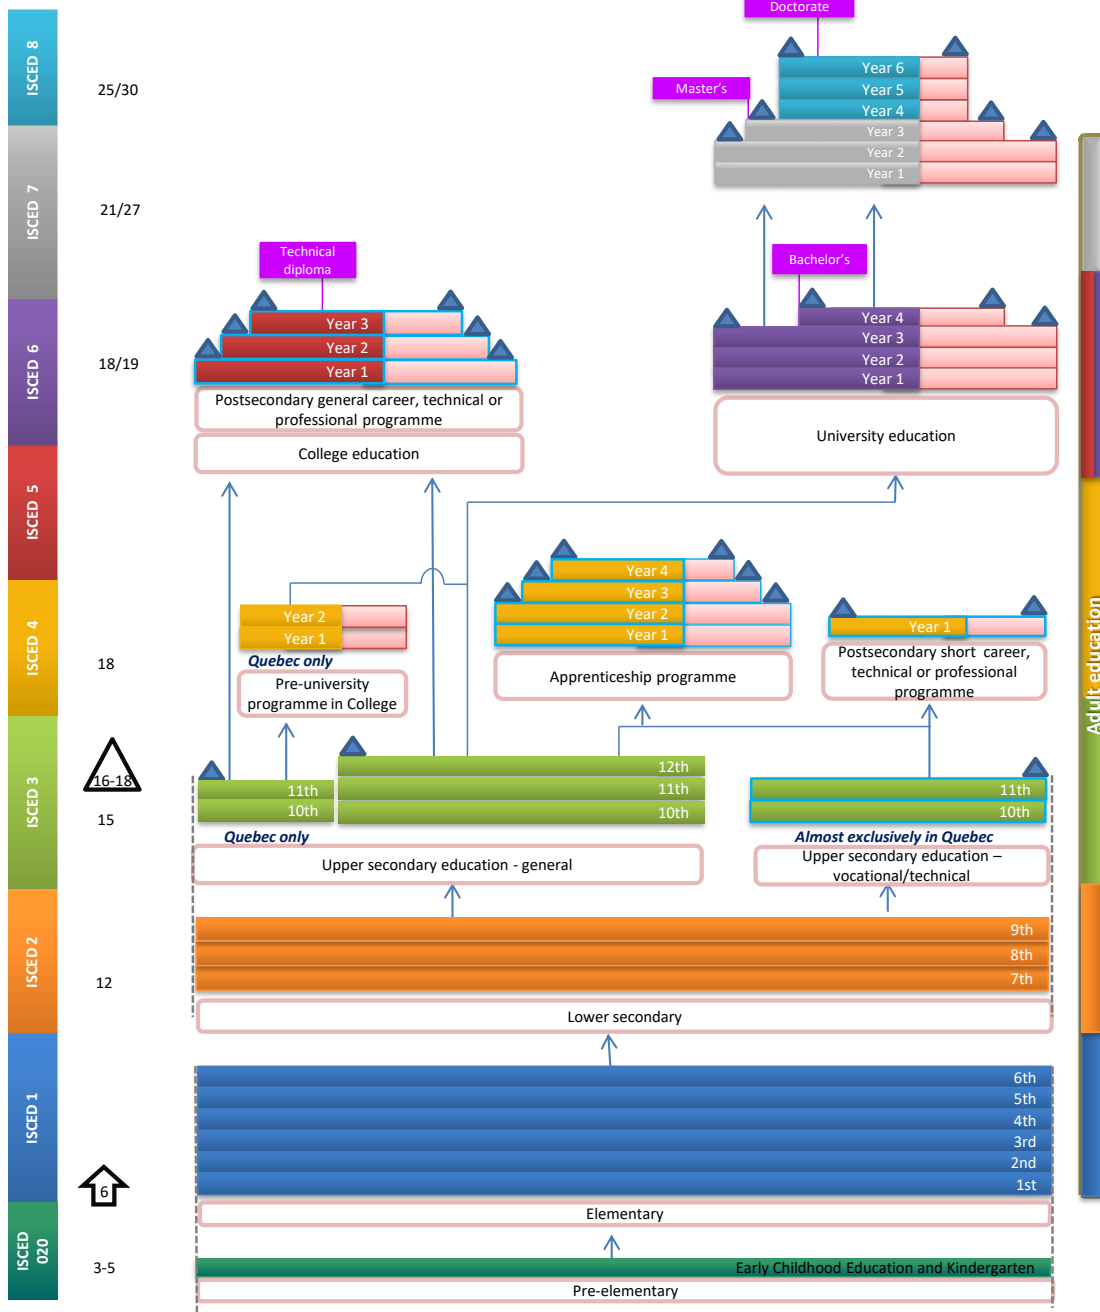 Doctorate
ISCED 8
25/30
Year 6
Year 5
Year 4
Master's
Year 3
Year 2
Year 1
ISCED 7
21/27
Technical
diploma
Bachelor's
ISCED 6
18/19
Year 3
Year 2
Year 1
Year 4
Year 3
Year 2
Year 1
Postsecondary general career, technical or
professional programme
College education
University education
ISCED 5
ISCED 4
18
Year 2
Year 1
Quebec only
Pre-university
programme in College
Year 4
Year 3
Year 2
Year 1
Apprenticeship programme
Year 1
Postsecondary short career,
technical or professional
programme
Adult education
ISCED 3
16-18
15
11th
10th
Quebec only
12th
11th
10th
11th
10th
Almost exclusively in Quebec
Upper secondary education - general
Upper secondary education –
vocational/technical
ISCED 2
12
9th
8th
7th
Lower secondary
ISCED 1
6
6th
5th
4th
3rd
2nd
1st
Elementary
ISCED
020
3-5
Early Childhood Education and Kindergarten
Pre-elementary